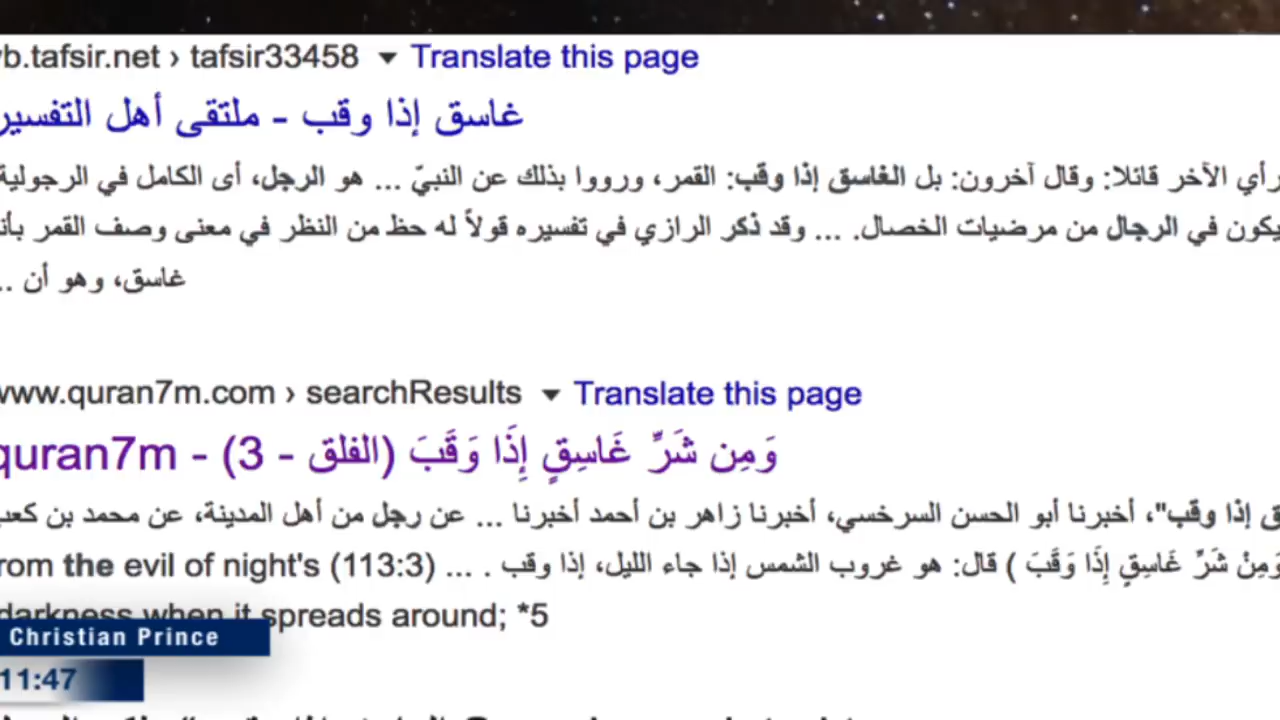 b.tafsir.net › tafsir33458 Translate this page
غاسق إذا وقب - ملتقى أهل التفسير
رأي الآخر قائلا: وقال آخرون: بل الغاسق إذا وقب: القمر، ورووا بذلك عن النبيّ ... هو الرجل، أى الكامل في الرجولية
يكون في الرجال من مرضيات الخصال. ... وقد ذكر الرازي في تفسيره قولاً له حظ من النظر في معنى وصف القمر بأنه
غاسق، وهو أن ..
www.quran7m.com › searchResults Translate this page
quran7m - (3 - الفلق) وَمِن شَرِّ غَاسِقٍ إِذَا وَقَبَ
ق إذا وقب"، أخبرنا أبو الحسن السرخسي، أخبرنا زاهر بن أحمد أخبرنا ... عن رجل من أهل المدينة، عن محمد بن كعب
وَمِنْ شَرِّ غَاسِقٍ إِذَا وَقَبَ ) قال: هو غروب الشمس إذا جاء الليل، إذا وقب . ... from the evil of night's (113:3)
darkness when it spreads around; *5
Christian Prince
11:47